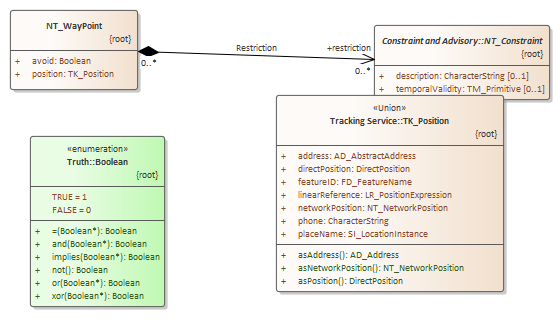 NT_WayPoint
{root}
+ avoid: Boolean
+ position: TK_Position
0..*
Restriction
+restriction
0..*
Constraint and Advisory::NT_Constraint
{root}
+ description: CharacterString [0..1]
+ temporalValidity: TM_Primitive [0..1]
«Union»
Tracking Service::TK_Position
{root}
+ address: AD_AbstractAddress
+ directPosition: DirectPosition
+ featureID: FD_FeatureName
+ linearReference: LR_PositionExpression
+ networkPosition: NT_NetworkPosition
+ phone: CharacterString
+ placeName: SI_LocationInstance
+ asAddress(): AD_Address
+ asNetworkPosition(): NT_NetworkPosition
+ asPosition(): DirectPosition
«enumeration»
Truth::Boolean
{root}
TRUE = 1
FALSE = 0
+ =(Boolean*): Boolean
+ and(Boolean*): Boolean
+ implies(Boolean*): Boolean
+ not(): Boolean
+ or(Boolean*): Boolean
+ xor(Boolean*): Boolean